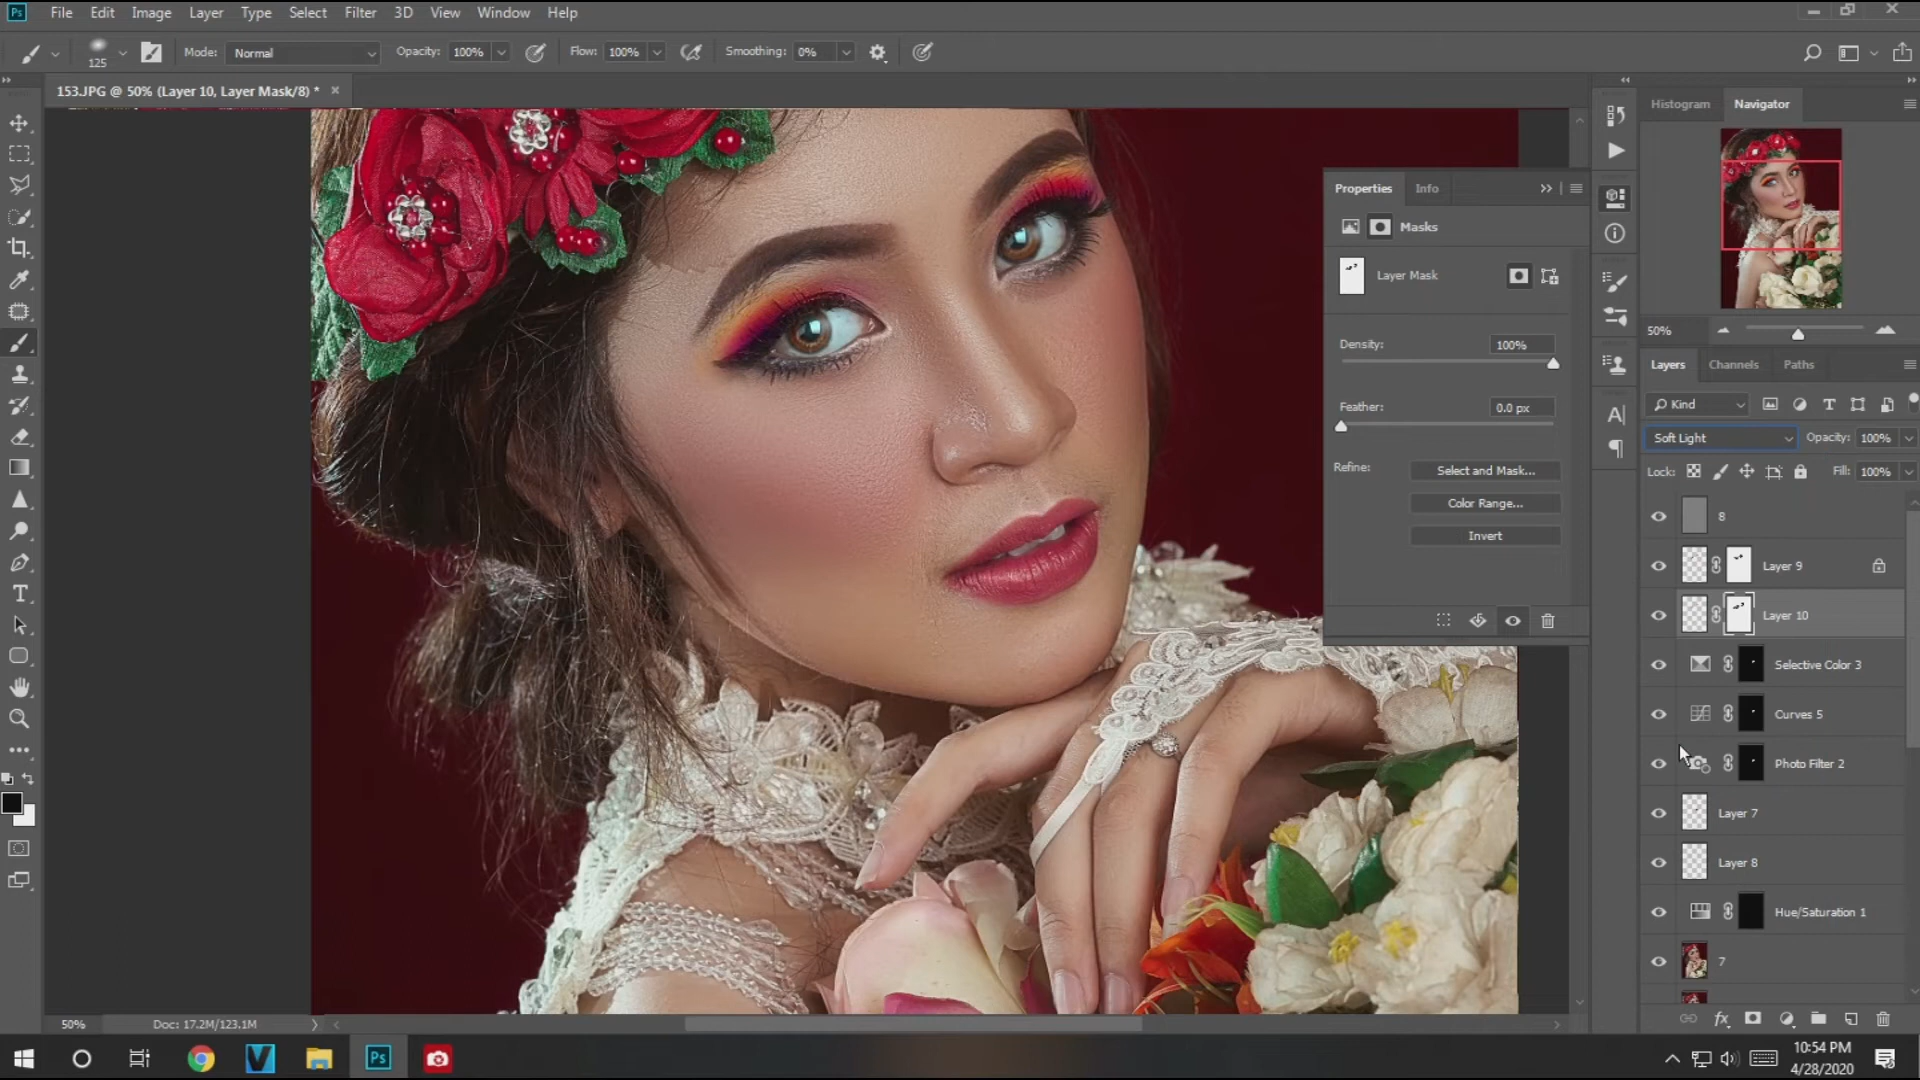 Ps File Edit Image Layer Type Select Filter 3D View Window Help
125 Mode: Normal Opacity: 100% Flow: 100% Smoothing: 0%
153.JPG @ 50% (Layer 10, Layer Mask/8) * ×
Histogram Navigator
Properties Info
Masks
Layer Mask
Density: 100%
Feather: 0.0 px
Refine: Select and Mask...
Color Range...
Invert
50%
Layers Channels Paths
Kind
Soft Light Opacity: 100%
Lock: Fill: 100%
8
Layer 9
Layer 10
Selective Color 3
Curves 5
Photo Filter 2
Layer 7
Layer 8
Hue/Saturation 1
7
fx
50% Doc: 17.2M/123.1M
Ps
10:54 PM
4/28/2020